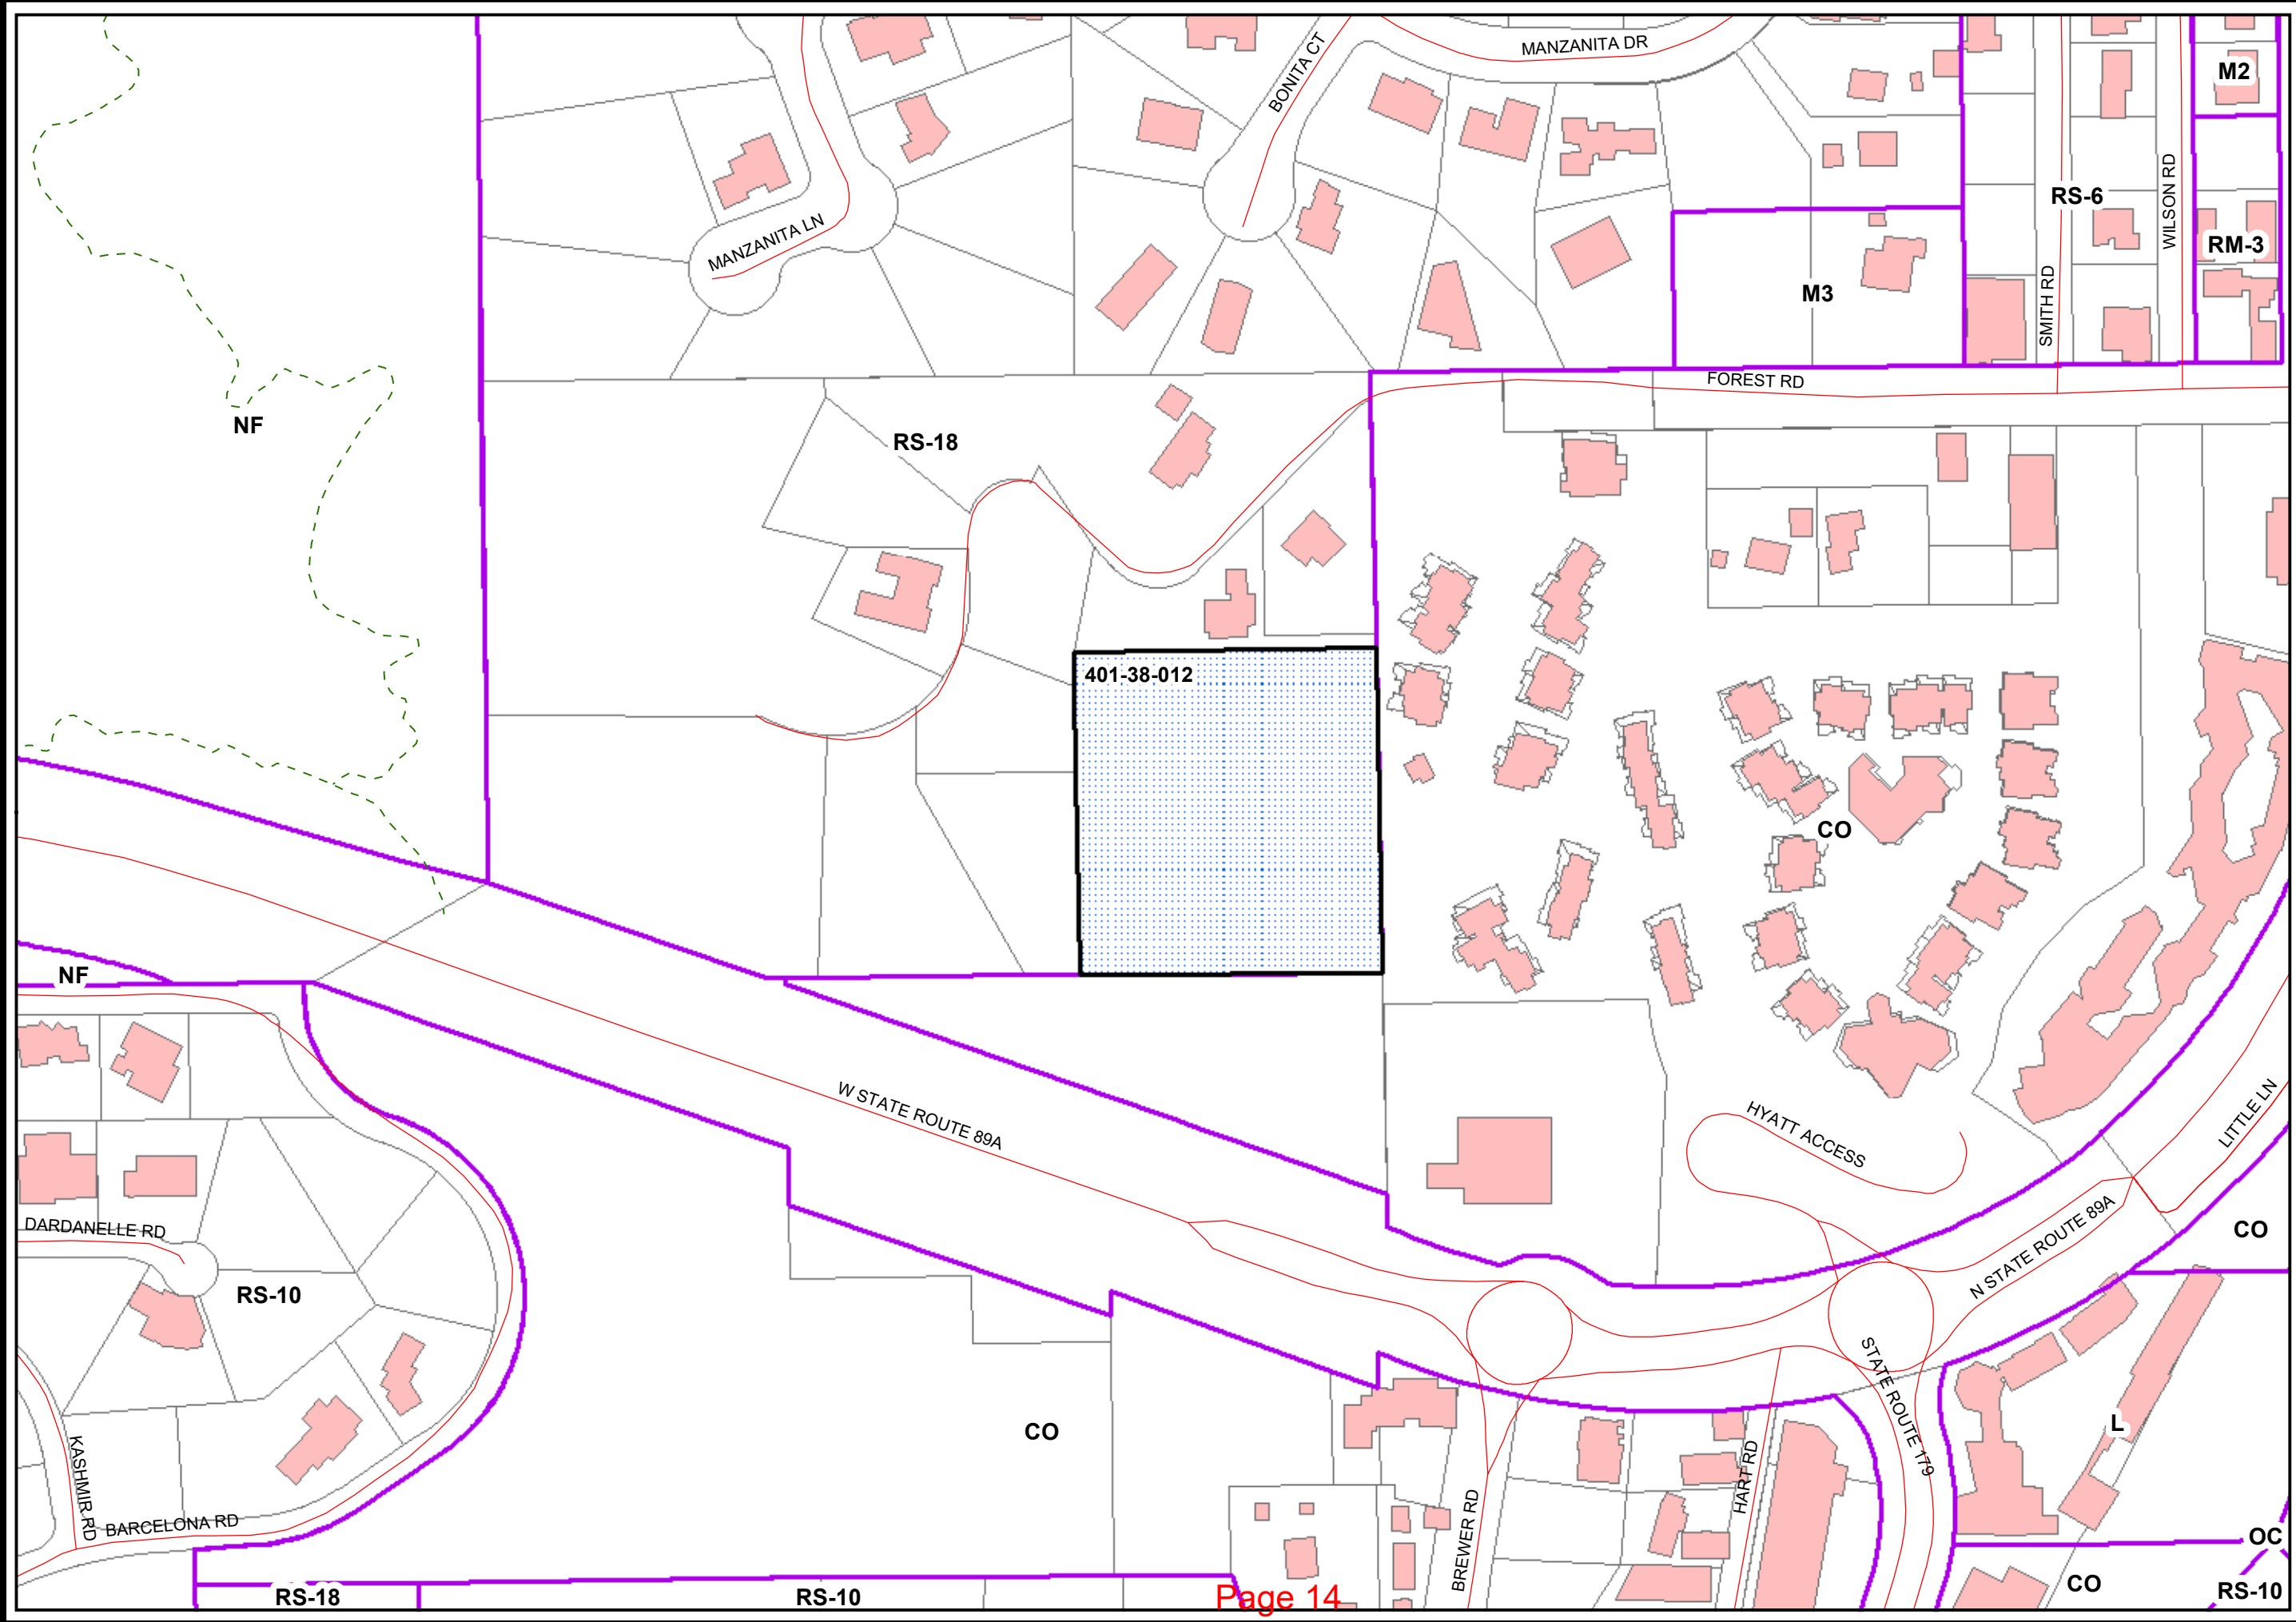 MANZANITA DR
BONITA CT
M2
WILSON RD
RS-6
MANZANITA LN
RM-3
M3
SMITH RD
FOREST RD
NF
RS-18
401-38-012
CO
NF
W STATE ROUTE 89A
HYATT ACCESS
LITTLE LN
DARDANELLE RD
N STATE ROUTE 89A
CO
RS-10
STATE ROUTE 179
CO
L
KASHMIR RD
HART RD
BARCELONA RD
BREWER RD
OC
RS-18
RS-10
Page 14
CO
RS-10